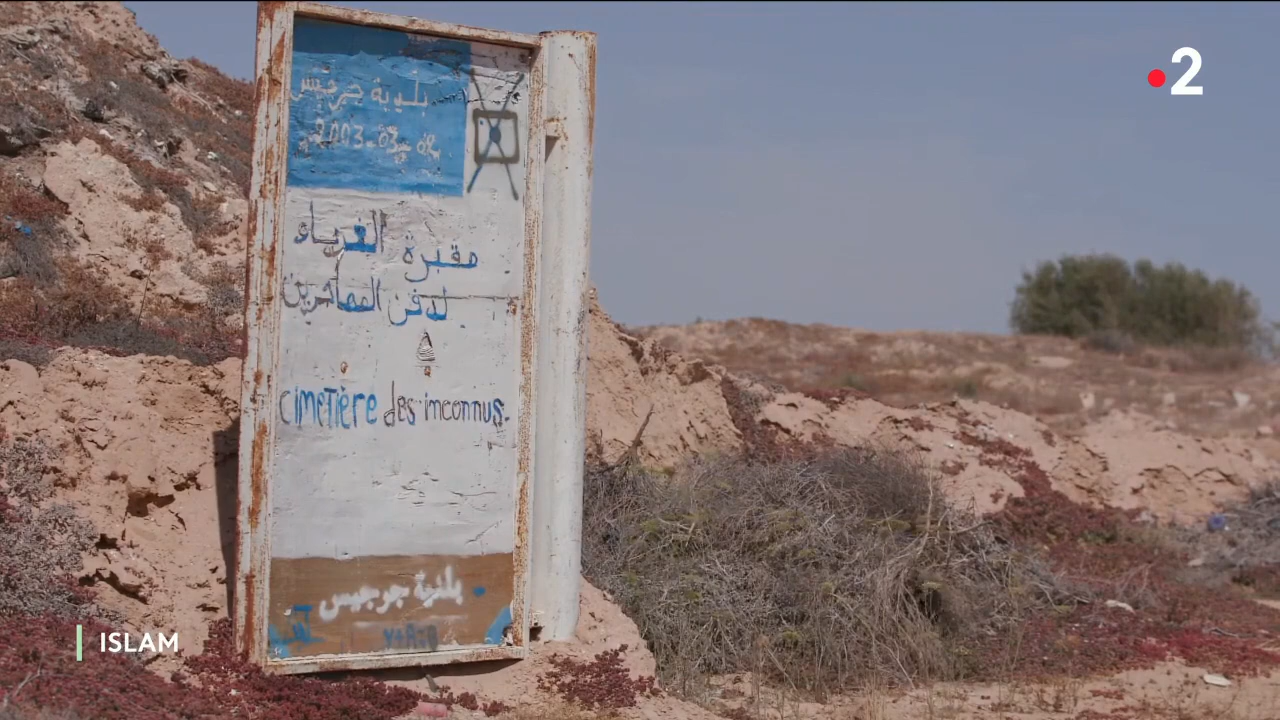 2
بلدية جرجيس
مقبرة الغرباء
لدفن المهاجرين
CIMETIÈRE des inconnus.
بلدية جرجيس
ISLAM